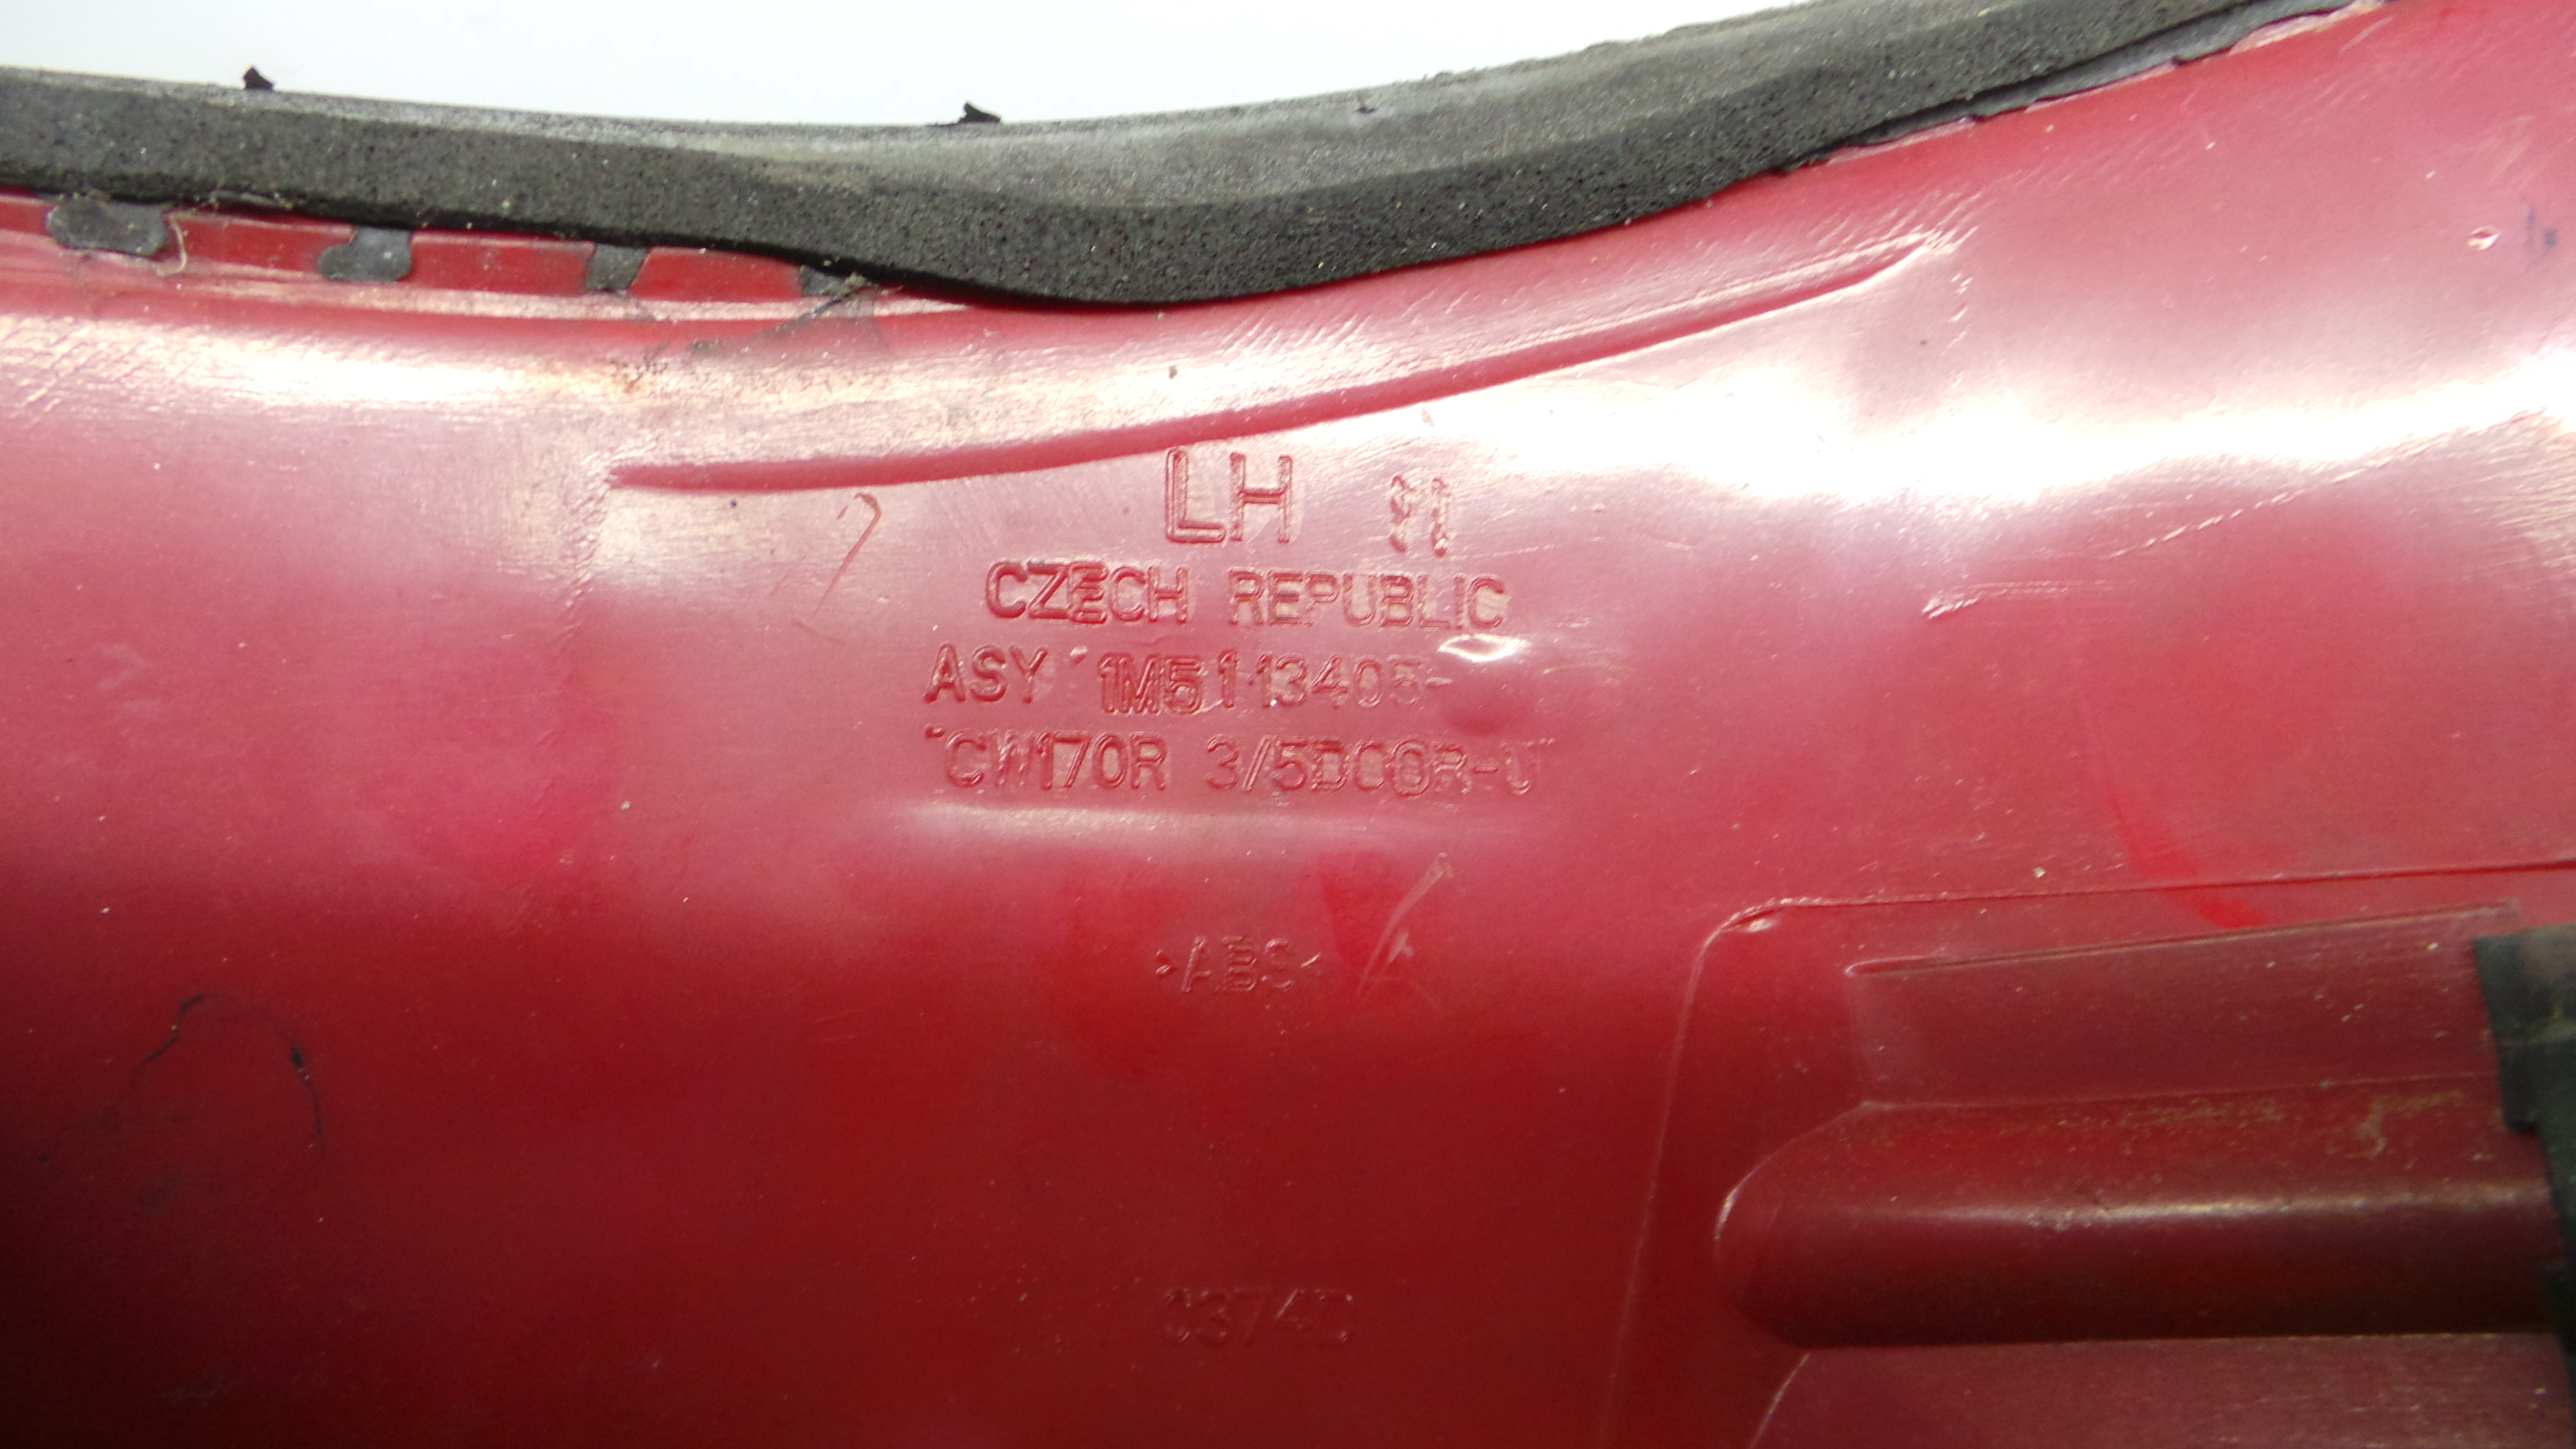 LH
CZECH REPUBLIC
ASY 1M51 13405-
CW170R 3/5DOOR-U
>ABS<